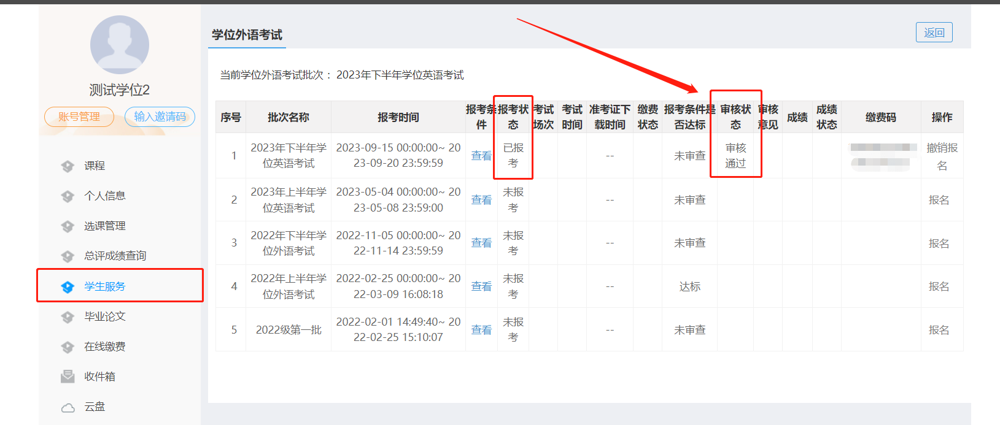 测试学位2
账号管理
输入邀请码
课程
个人信息
选课管理
总评成绩查询
学生服务
毕业论文
在线缴费
收件箱
云盘
学位外语考试
返回
当前学位外语考试批次： 2023年下半年学位英语考试
序号
批次名称
报考时间
报考条
件
报考状
态
考试
场次
考试
时间
准考证下
载时间
缴费
状态
报考条件是
否达标
审核状
态
审核
意见
成绩
成绩
状态
缴费码
操作
1
2023年下半年学
位英语考试
2023-09-15 00:00:00~ 20
23-09-20 23:59:59
查看
已报
考
--
未审查
审核
通过
撤销报
名
2
2023年上半年学
位英语考试
2023-05-04 00:00:00~ 20
23-05-08 23:59:00
查看
未报
考
--
未审查
报名
3
2022年下半年学
位外语考试
2022-11-05 00:00:00~ 20
22-11-14 23:59:59
查看
未报
考
--
未审查
报名
4
2022年上半年学
位外语考试
2022-02-25 00:00:00~ 20
22-03-09 16:08:18
查看
未报
考
--
达标
报名
5
2022级第一批
2022-02-01 14:49:40~ 20
22-02-25 15:10:07
查看
未报
考
--
未审查
报名